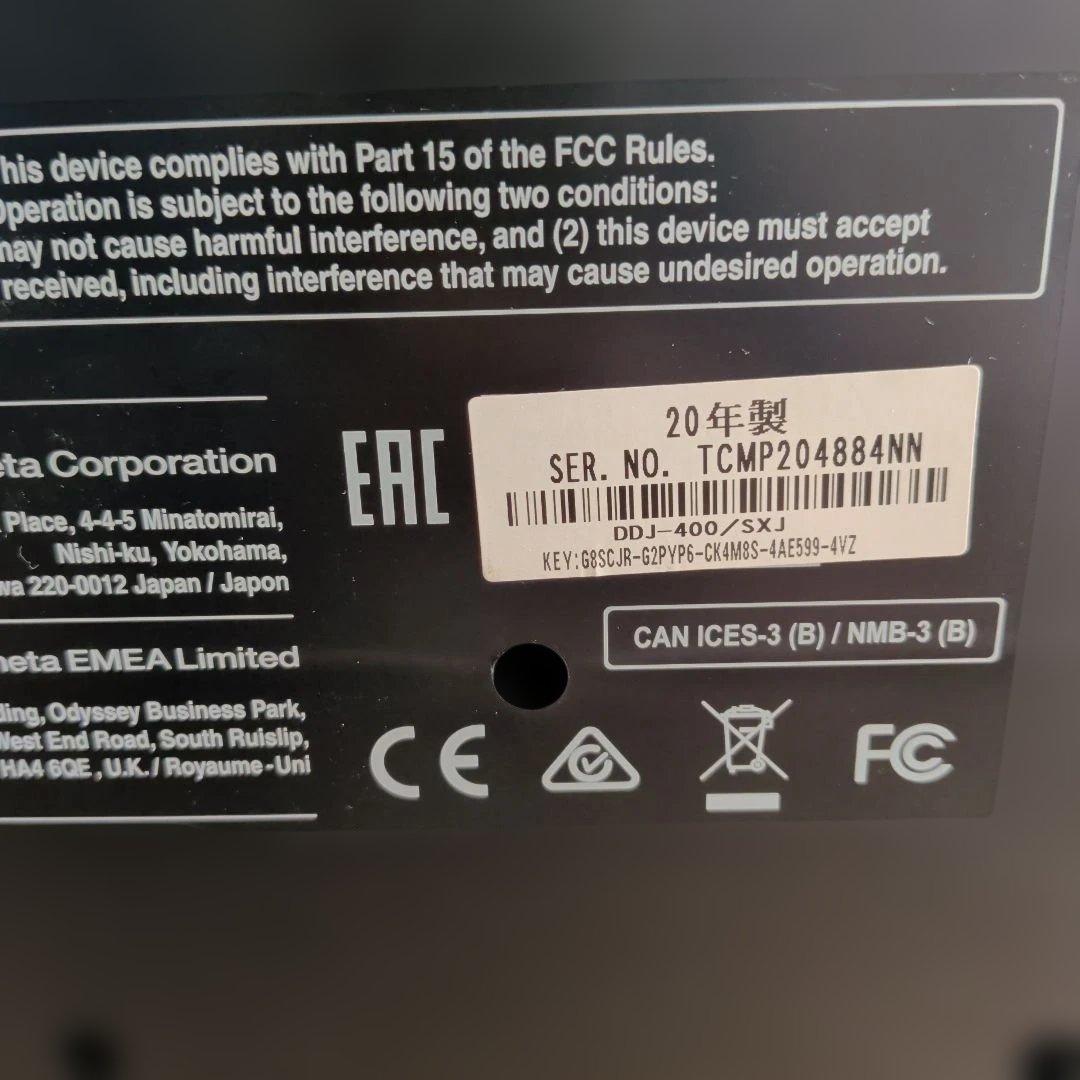 his device complies with Part 15 of the FCC Rules.
Operation is subject to the following two conditions:
may not cause harmful interference, and (2) this device must accept
received, including interference that may cause undesired operation.
eta Corporation
Place, 4-4-5 Minatomirai,
Nishi-ku, Yokohama,
wa 220-0012 Japan / Japon
EAC
20年製
SER. NO. TCMP204884NN
DDJ-400/SXJ
KEY:G8SCJR-G2PYP6-CK4M8S-4AE599-4VZ
CAN ICES-3 (B) / NMB-3 (B)
neta EMEA Limited
ding, Odyssey Business Park,
West End Road, South Ruislip,
HA4 6QE, U.K. / Royaume-Uni
CE
FC